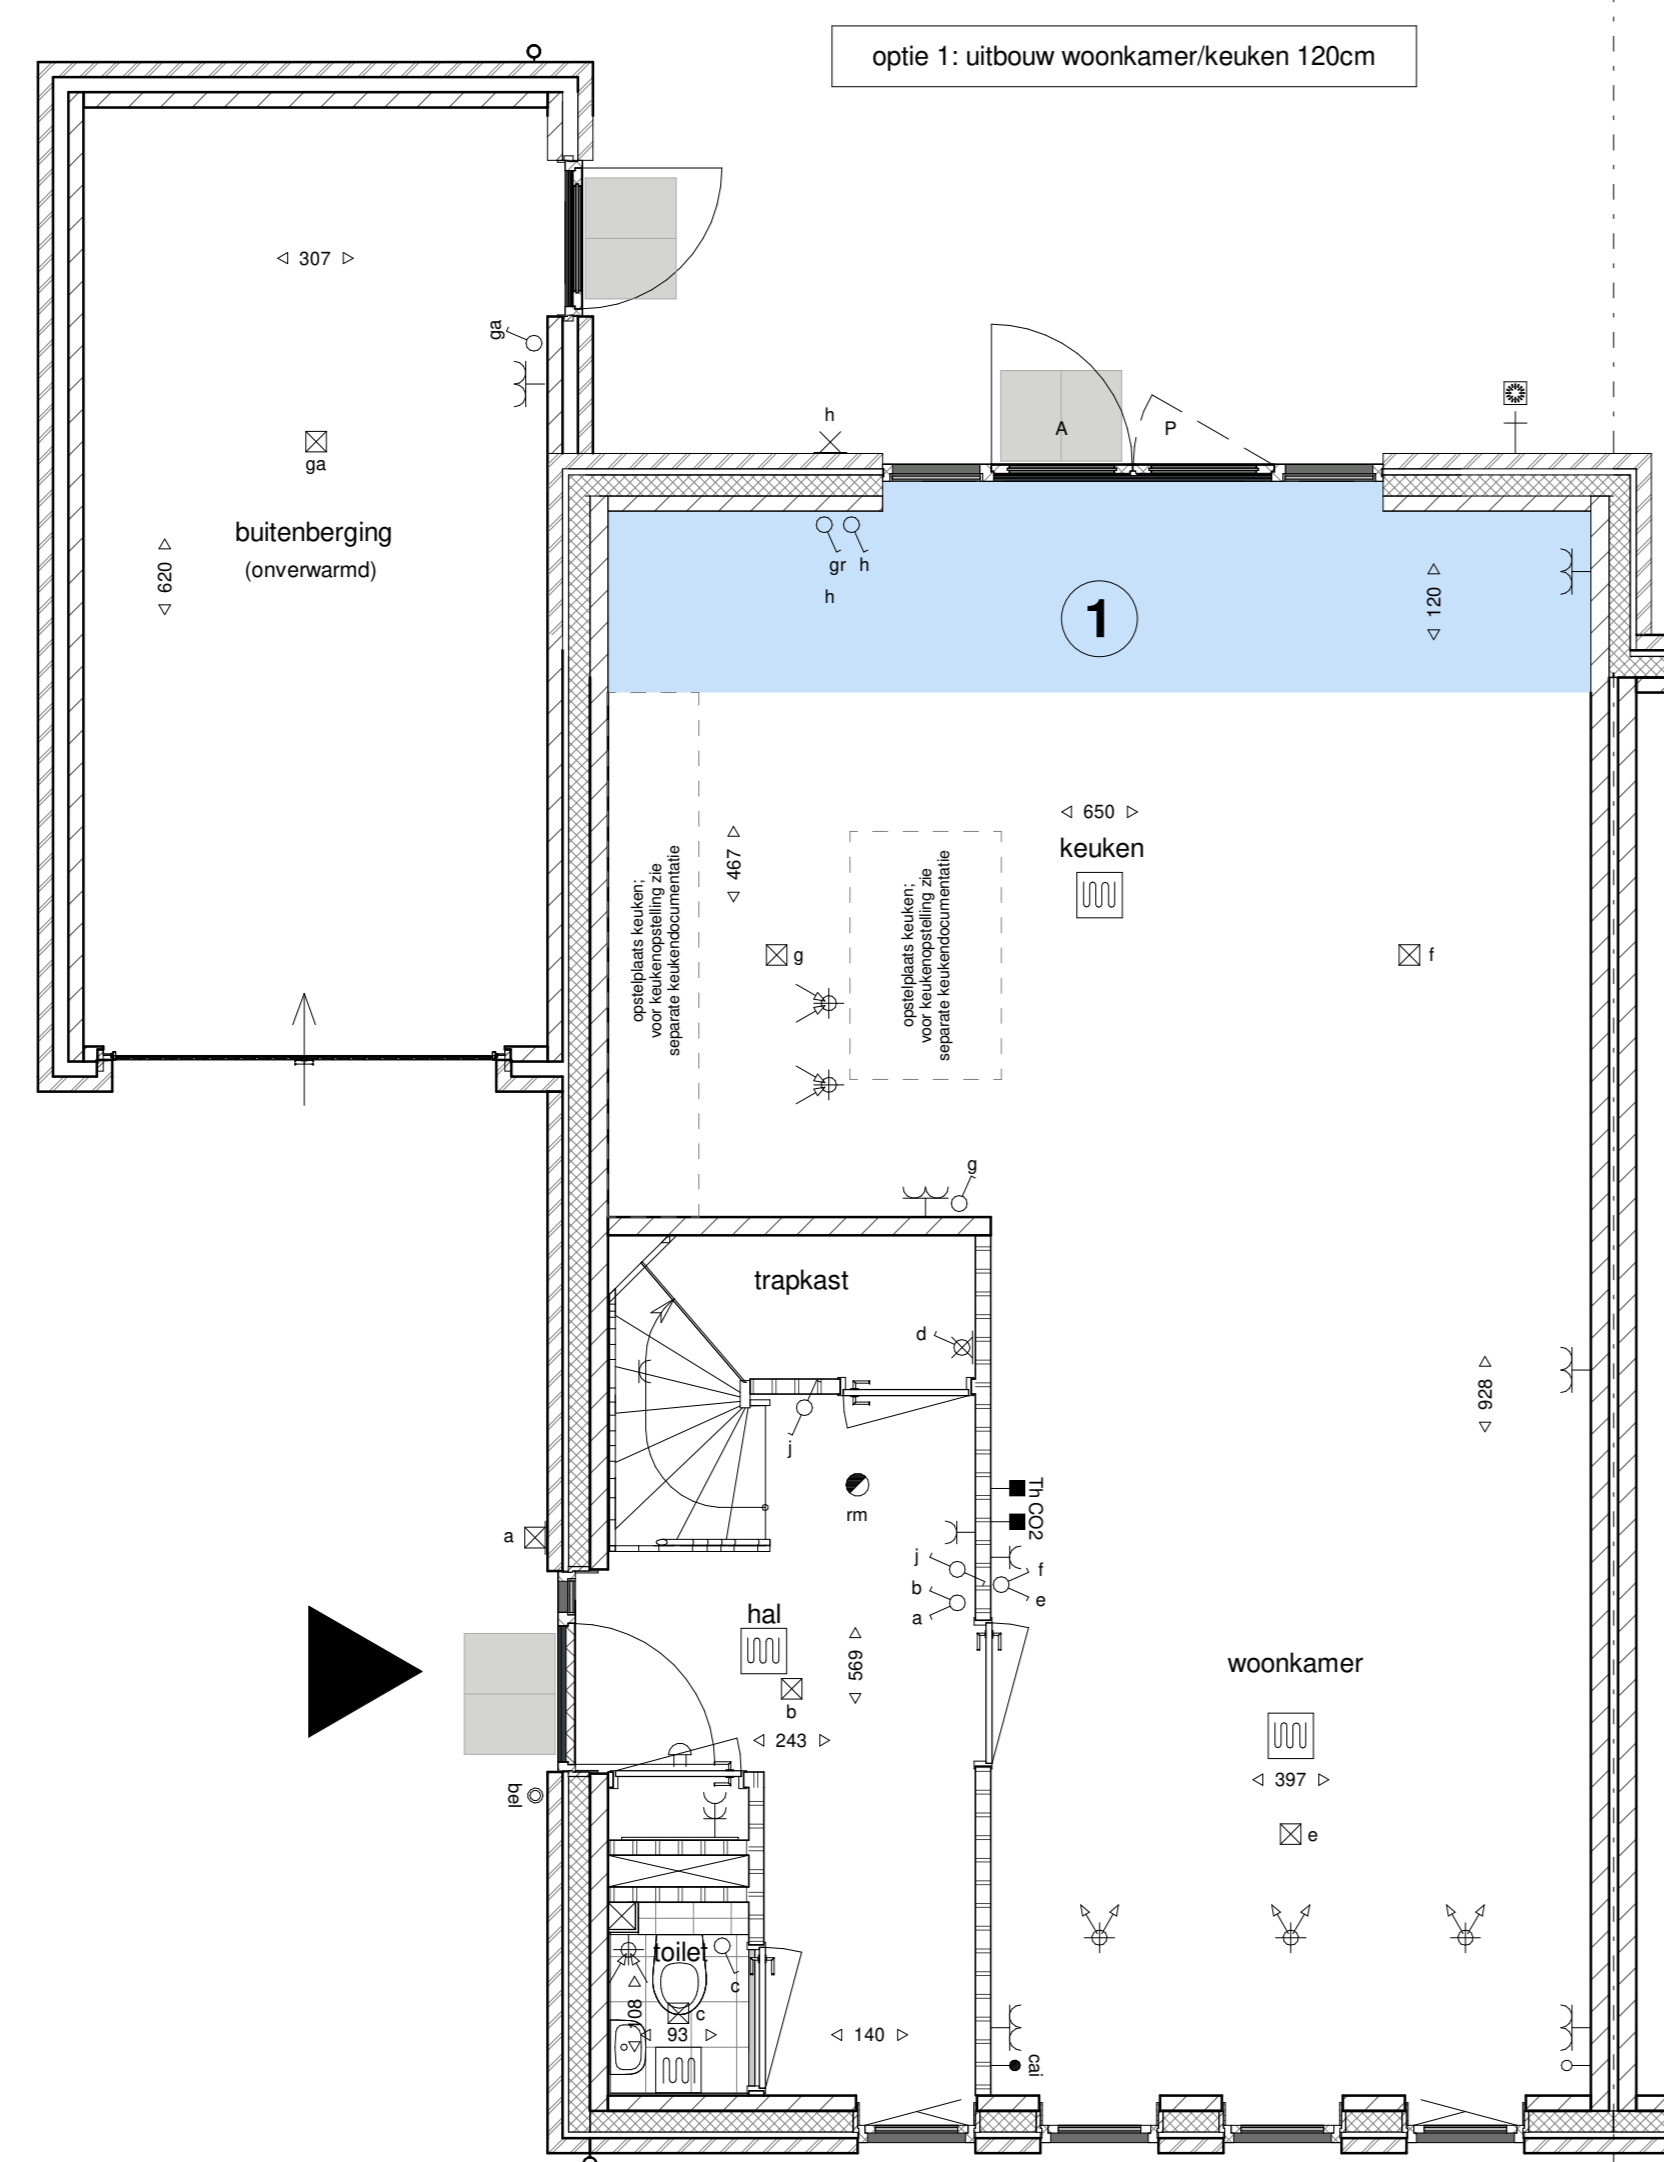 optie 1: uitbouw woonkamer/keuken 120cm
307
ga
ga
buitenberging
(onverwarmd)
620
h
A
P
gr
h
h
1
120
650
keuken
467
opstelplaats keuken;
voor keukenopstelling zie
separate keukendocumentatie
opstelplaats keuken;
voor keukenopstelling zie
separate keukendocumentatie
g
f
g
trapkast
d
j
928
rm
Th
CO2
a
j
b
a
f
e
hal
569
b
243
woonkamer
397
e
bel
toilet
c
c
93
140
cai